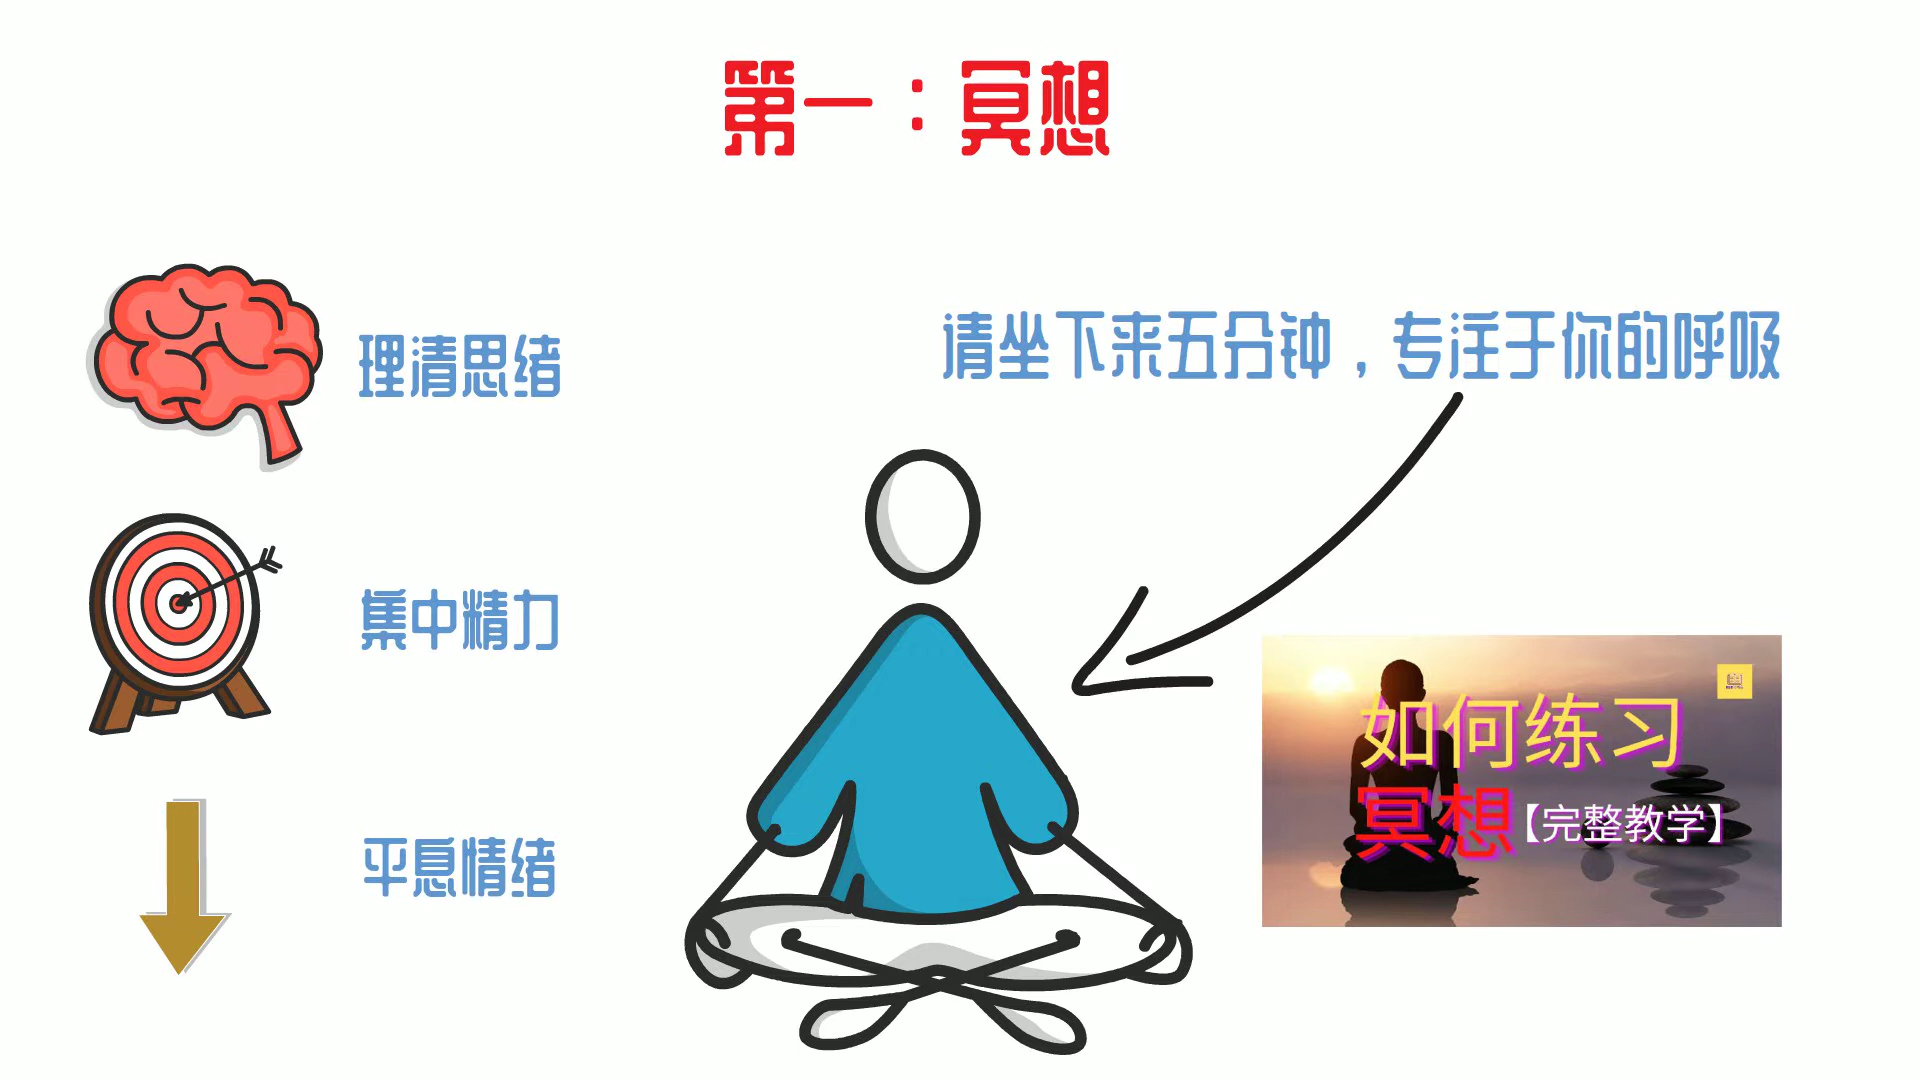 第一：冥想
理清思绪
请坐下来五分钟，专注于你的呼吸
集中精力
平息情绪
如何练习
冥想【完整教学】